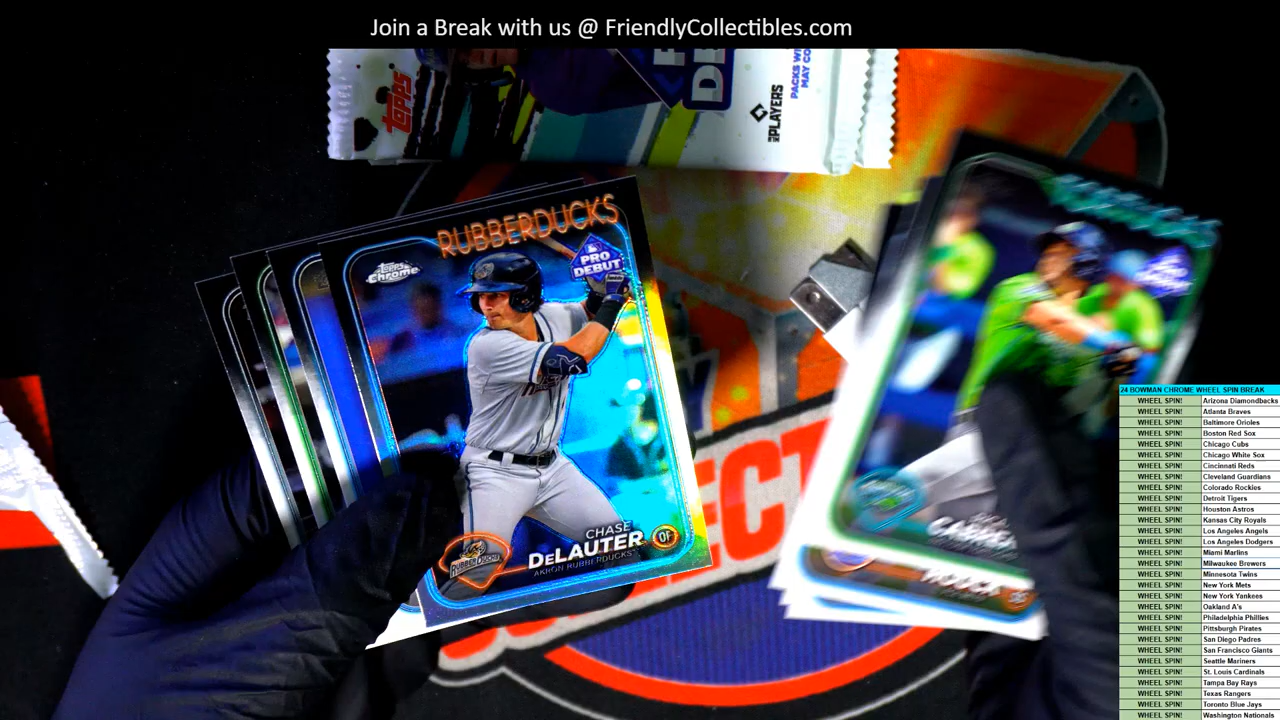 Join a Break with us @ FriendlyCollectibles.com
topps
PLAYERS
PACKS
MAY CO
RUBBERDUCKS
Topps
Chrome
PRO
DEBUT
CHASE
DeLAUTER
OF
AKRON RUBBERDUCKS
RUBBERDUCKS
24 BOWMAN CHROME WHEEL SPIN BREAK
WHEEL SPIN! Arizona Diamondbacks
WHEEL SPIN! Atlanta Braves
WHEEL SPIN! Baltimore Orioles
WHEEL SPIN! Boston Red Sox
WHEEL SPIN! Chicago Cubs
WHEEL SPIN! Chicago White Sox
WHEEL SPIN! Cincinnati Reds
WHEEL SPIN! Cleveland Guardians
WHEEL SPIN! Colorado Rockies
WHEEL SPIN! Detroit Tigers
WHEEL SPIN! Houston Astros
WHEEL SPIN! Kansas City Royals
WHEEL SPIN! Los Angeles Angels
WHEEL SPIN! Los Angeles Dodgers
WHEEL SPIN! Miami Marlins
WHEEL SPIN! Milwaukee Brewers
WHEEL SPIN! Minnesota Twins
WHEEL SPIN! New York Mets
WHEEL SPIN! New York Yankees
WHEEL SPIN! Oakland A's
WHEEL SPIN! Philadelphia Phillies
WHEEL SPIN! Pittsburgh Pirates
WHEEL SPIN! San Diego Padres
WHEEL SPIN! San Francisco Giants
WHEEL SPIN! Seattle Mariners
WHEEL SPIN! St. Louis Cardinals
WHEEL SPIN! Tampa Bay Rays
WHEEL SPIN! Texas Rangers
WHEEL SPIN! Toronto Blue Jays
WHEEL SPIN! Washington Nationals